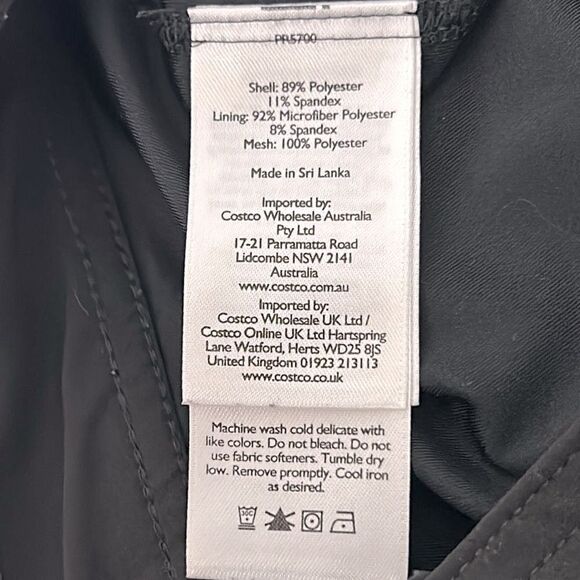 PR5700
Shell: 89% Polyester
11% Spandex
Lining: 92% Microfiber Polyester
8% Spandex
Mesh: 100% Polyester
Made in Sri Lanka
Imported by:
Costco Wholesale Australia
Pty Ltd
17-21 Parramatta Road
Lidcombe NSW 2141
Australia
www.costco.com.au
Imported by:
Costco Wholesale UK Ltd /
Costco Online UK Ltd Hartspring
Lane Watford, Herts WD25 8JS
United Kingdom 01923 213113
www.costco.co.uk
Machine wash cold delicate with
like colors. Do not bleach. Do not
use fabric softeners. Tumble dry
low. Remove promptly. Cool iron
as desired.
30C